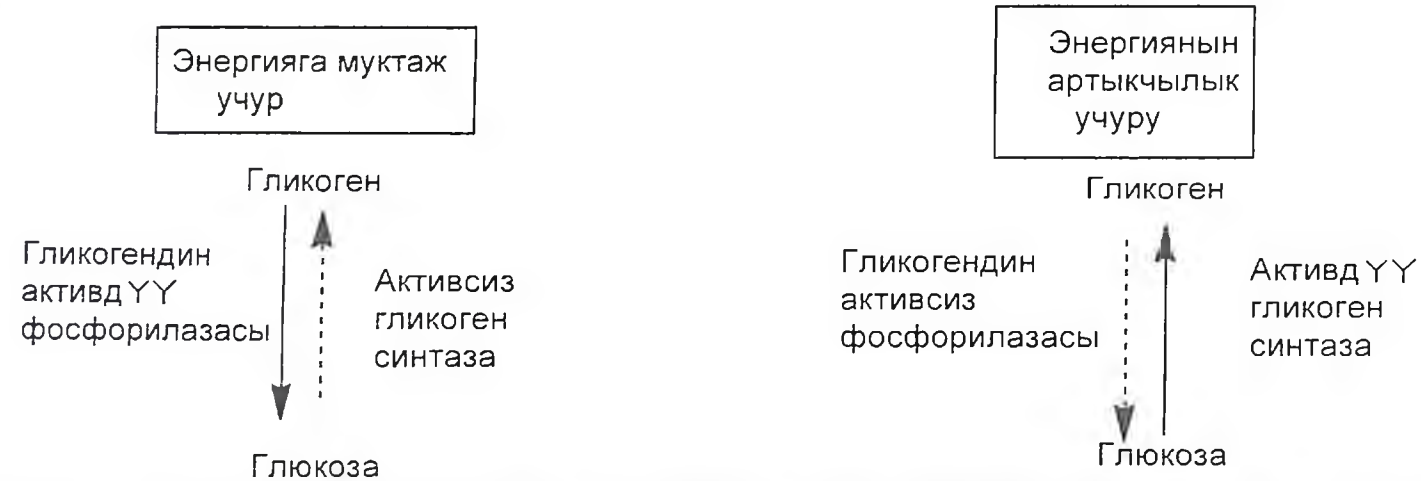 Энергияга муктаж
учур
Гликоген
Гликогендин
активдүү
фосфорилазасы
Активсиз
гликоген
синтаза
Глюкоза
Энергиянын
артыкчылык
учуру
Гликоген
Гликогендин
активсиз
фосфорилазасы
Активдүү
гликоген
синтаза
Глюкоза